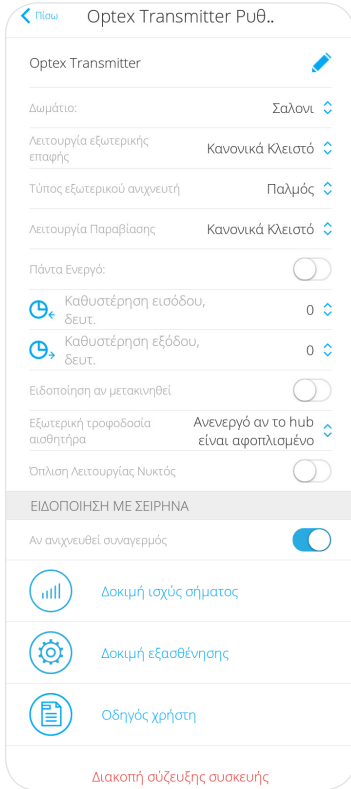 Πίσω
Optex Transmitter Ρυθ..
Optex Transmitter
Δωμάτιο:
Σαλονι
Λειτουργία εξωτερικής
επαφής
Κανονικά Κλειστό
Τύπος εξωτερικού ανιχνευτή
Παλμός
Λειτουργία Παραβίασης
Κανονικά Κλειστό
Πάντα Ενεργό:
Καθυστέρηση εισόδου,
δευτ.
0
Καθυστέρηση εξόδου,
δευτ.
0
Ειδοποίηση αν μετακινηθεί
Εξωτερική τροφοδοσία
αισθητήρα
Ανενεργό αν το hub
είναι αφοπλισμένο
Όπλιση Λειτουργίας Νυκτός
ΕΙΔΟΠΟΙΗΣΗ ΜΕ ΣΕΙΡΗΝΑ
Αν ανιχνευθεί συναγερμός
Δοκιμή ισχύς σήματος
Δοκιμή εξασθένησης
Οδηγός χρήστη
Διακοπή σύζευξης συσκευής